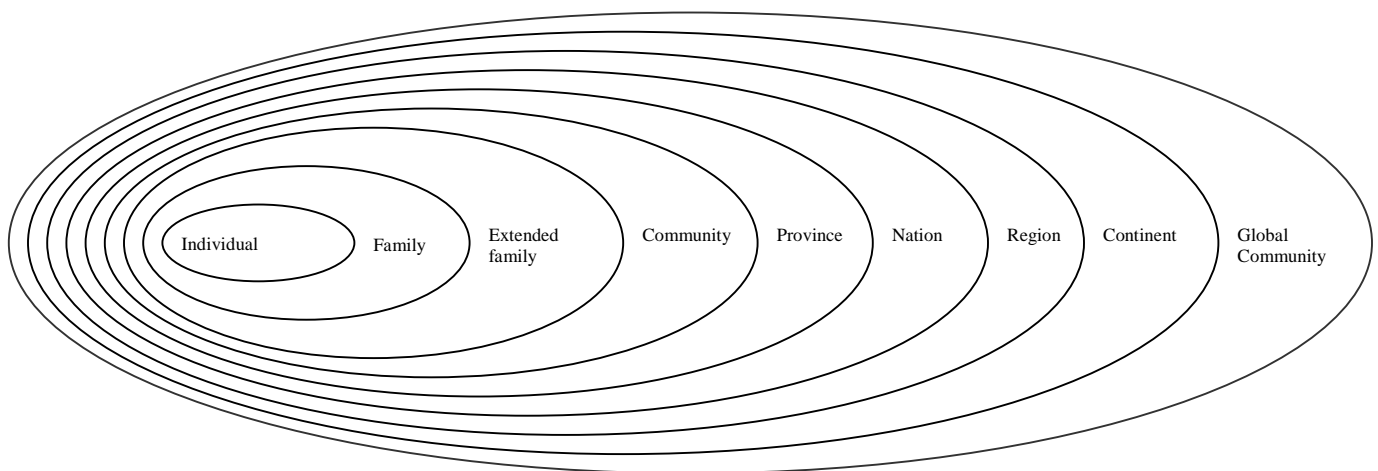 Individual
Family
Extended
family
Community
Province
Nation
Region
Continent
Global
Community